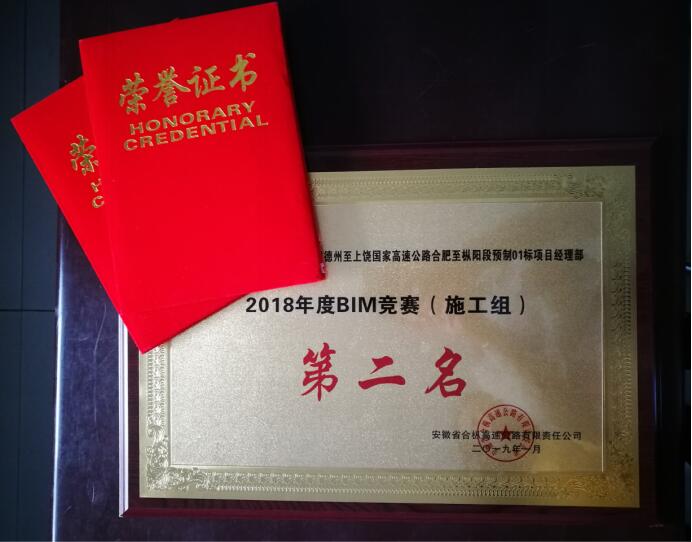 荣誉证书
HONORARY
CREDENTIAL
荣
德州至上饶国家高速公路合肥至枞阳段预制01标项目经理部
2018年度BIM竞赛（施工组）
第二名
安徽省合枞高速公路有限责任公司
二〇一九年一月